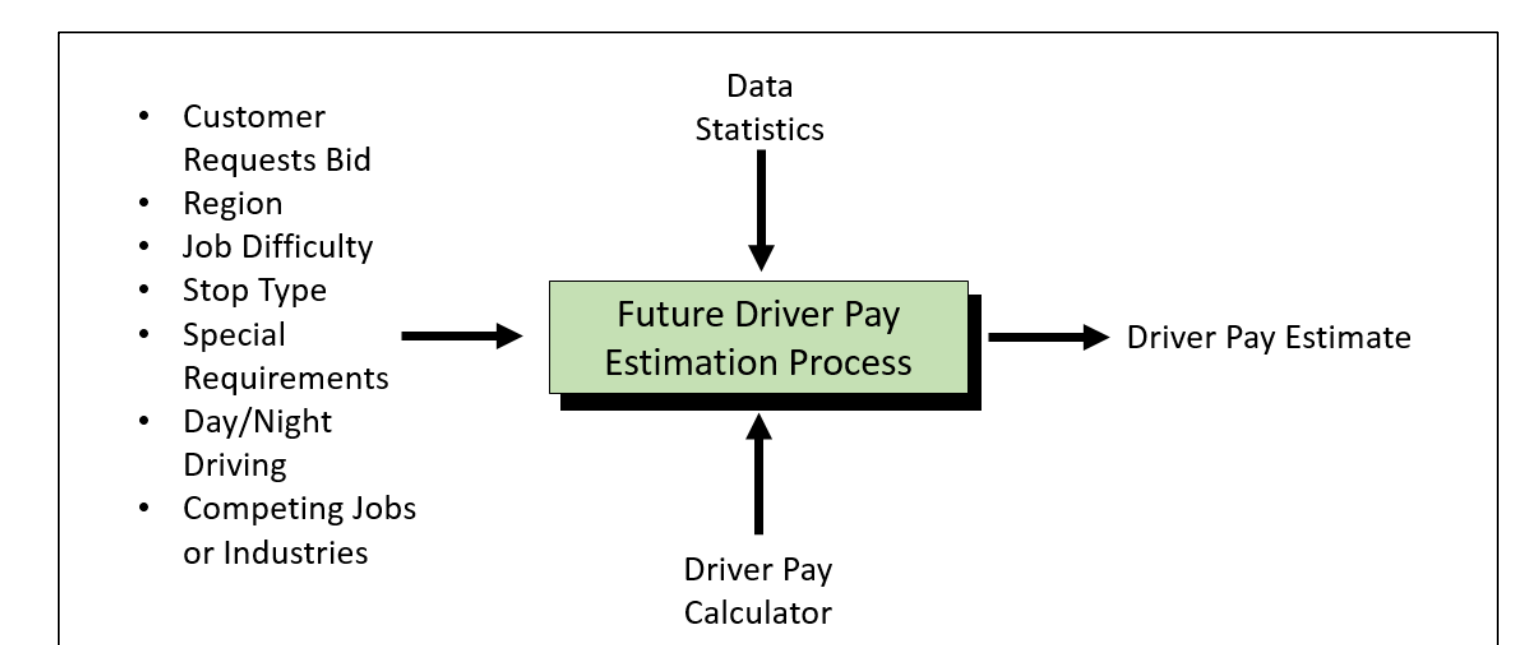 • Customer
Requests Bid
• Region
• Job Difficulty
• Stop Type
• Special
Requirements
• Day/Night
Driving
• Competing Jobs
or Industries
Data
Statistics
Future Driver Pay
Estimation Process
Driver Pay
Calculator
Driver Pay Estimate